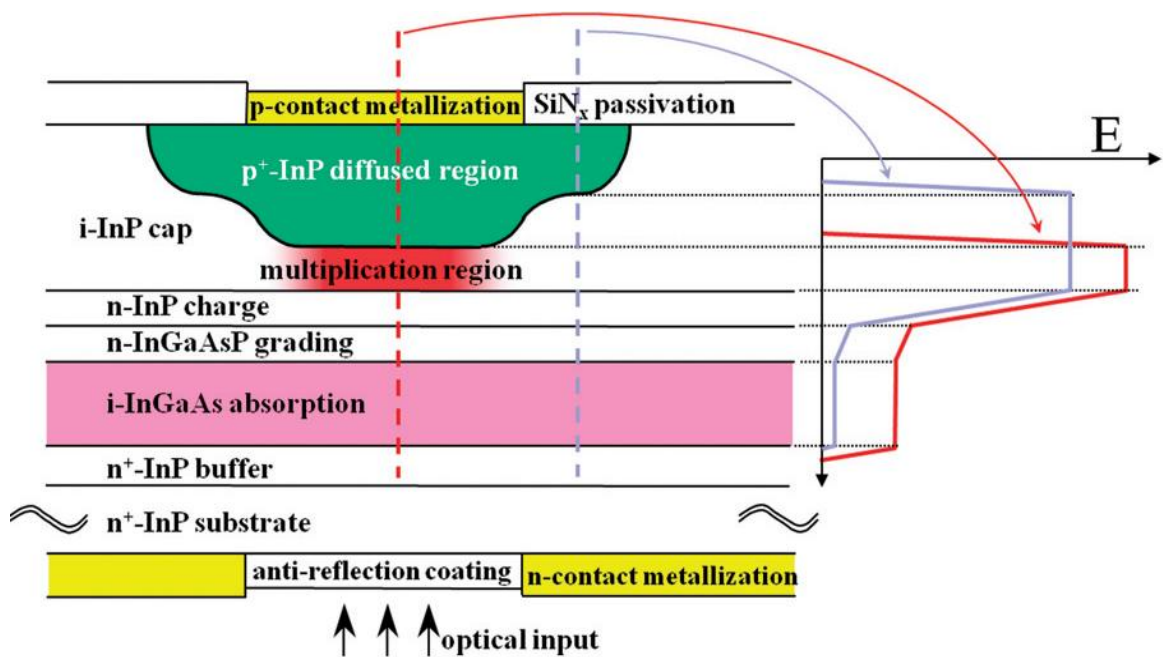 p-contact metallization
SiNx passivation
E
p+-InP diffused region
i-InP cap
multiplication region
n-InP charge
n-InGaAsP grading
i-InGaAs absorption
n+-InP buffer
n+-InP substrate
anti-reflection coating
n-contact metallization
optical input